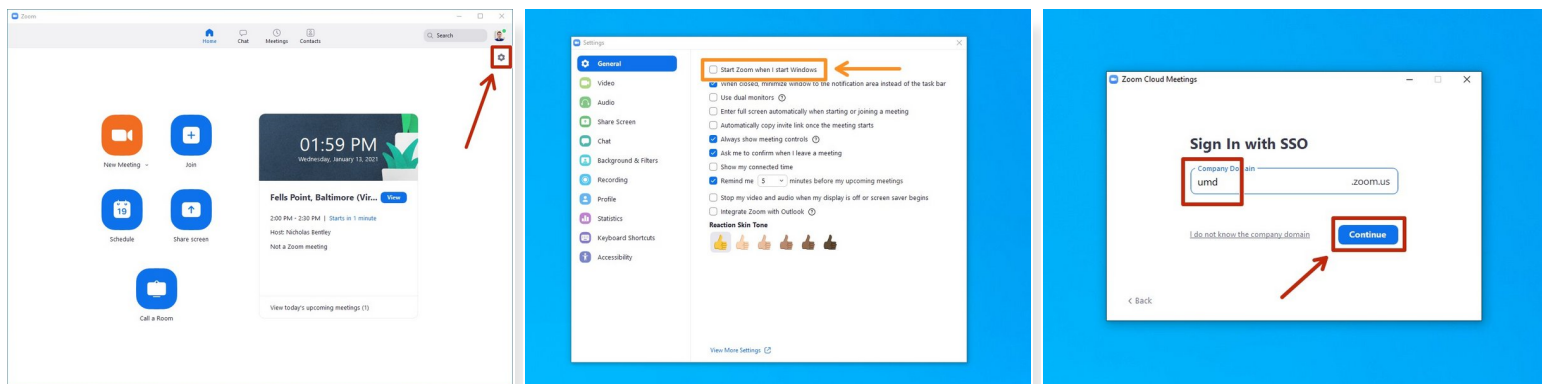 Zoom
Home Chat Meetings Contacts
Search
New Meeting
Join
19
Schedule
Share screen
Call a Room
01:59 PM
Wednesday, January 13, 2021
Fells Point, Baltimore (Vir...
View
2:00 PM - 2:30 PM | Starts in 1 minute
Host: Nicholas Bentley
Not a Zoom meeting
View today's upcoming meetings (1)
Settings
General
Video
Audio
Share Screen
Chat
Background & Filters
Recording
Profile
Statistics
Keyboard Shortcuts
Accessibility
Start Zoom when I start Windows
When closed, minimize window to the notification area instead of the task bar
Use dual monitors
Enter full screen automatically when starting or joining a meeting
Automatically copy invite link once the meeting starts
Always show meeting controls
Ask me to confirm when I leave a meeting
Show my connected time
Remind me 5 minutes before my upcoming meetings
Stop my video and audio when my display is off or screen saver begins
Integrate Zoom with Outlook
Reaction Skin Tone
View More Settings
Zoom Cloud Meetings
Sign In with SSO
Company Domain
umd .zoom.us
I do not know the company domain
Continue
< Back